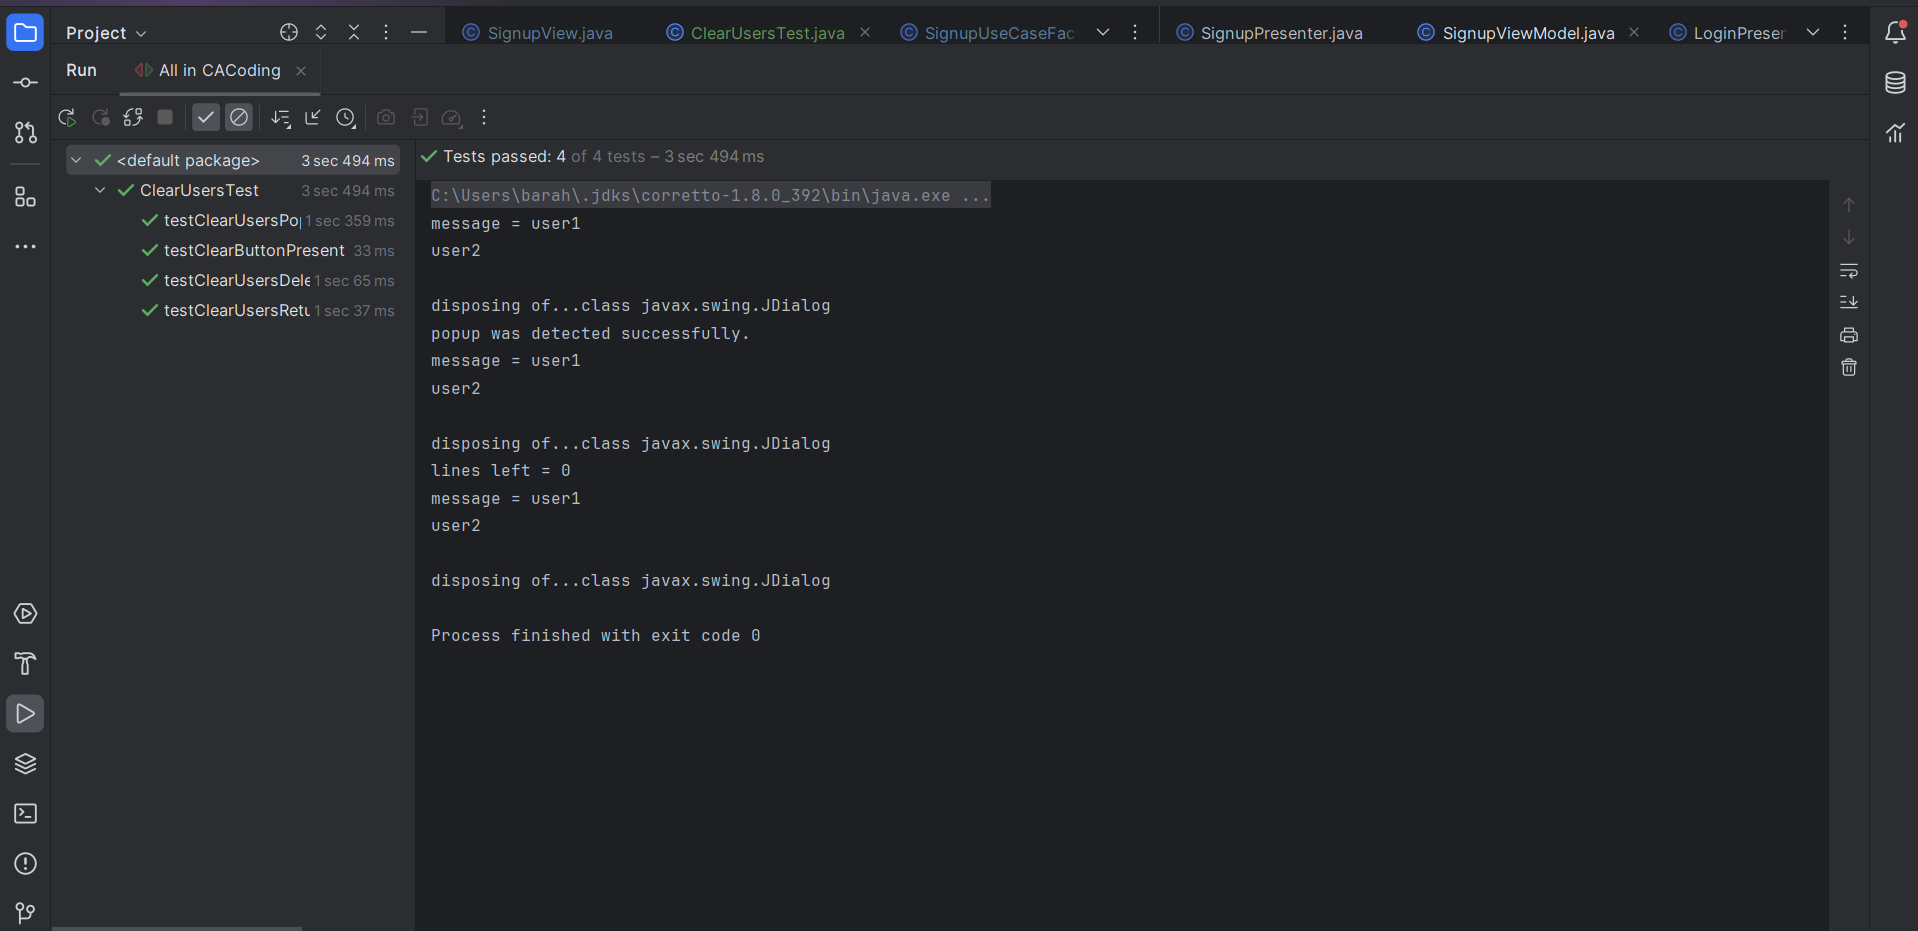 Project
SignupView.java
ClearUsersTest.java
SignupUseCaseFac
SignupPresenter.java
SignupViewModel.java
LoginPreser
Run
All in CACoding
<default package> 3 sec 494 ms
ClearUsersTest 3 sec 494 ms
testClearUsersPop 1 sec 359 ms
testClearButtonPresent 33 ms
testClearUsersDele 1 sec 65 ms
testClearUsersRetu 1 sec 37 ms
Tests passed: 4 of 4 tests – 3 sec 494 ms
C:\Users\barah\.jdks\corretto-1.8.0_392\bin\java.exe ...
message = user1
user2
disposing of...class javax.swing.JDialog
popup was detected successfully.
message = user1
user2
disposing of...class javax.swing.JDialog
lines left = 0
message = user1
user2
disposing of...class javax.swing.JDialog
Process finished with exit code 0